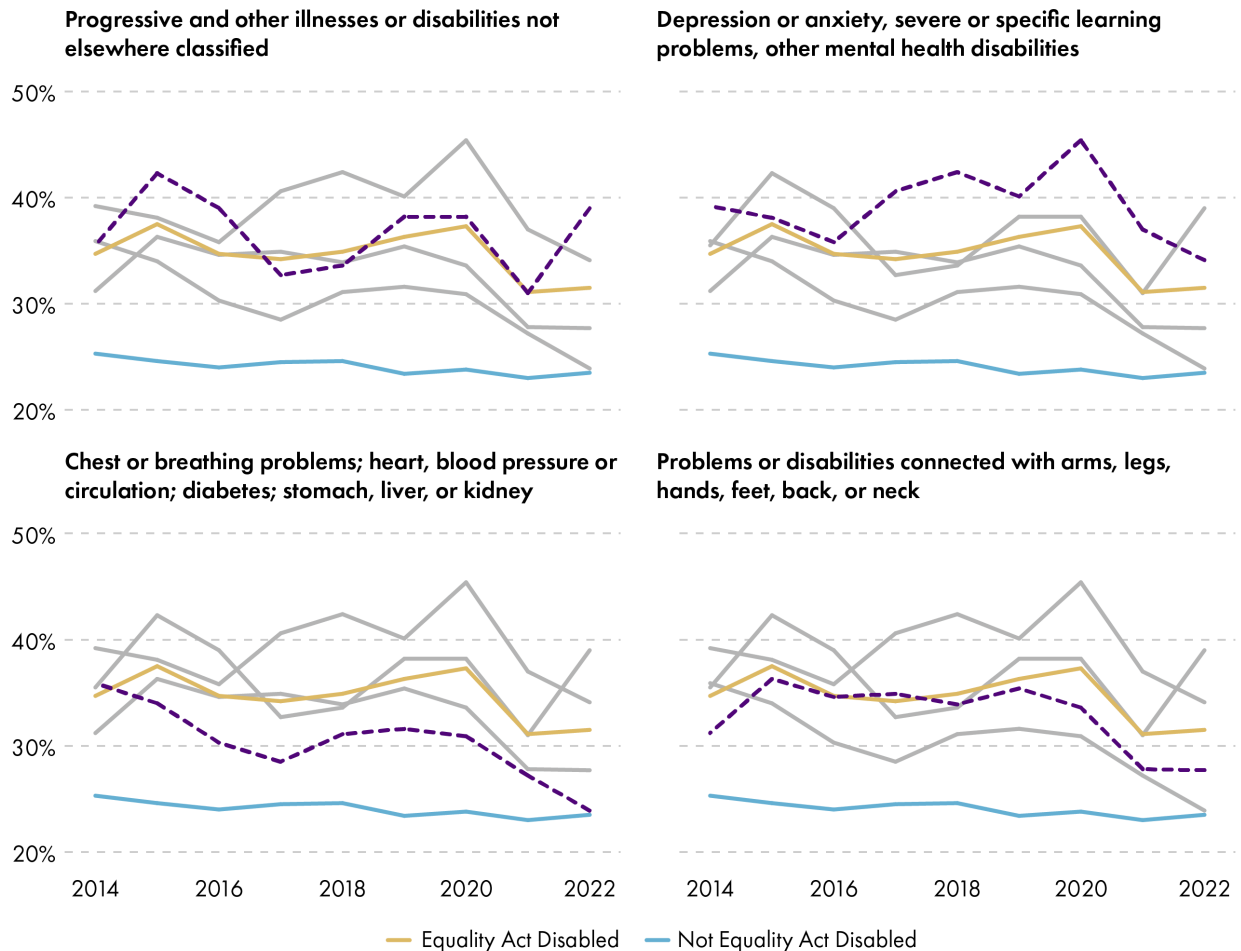 Progressive and other illnesses or disabilities not
elsewhere classified
Depression or anxiety, severe or specific learning
problems, other mental health disabilities
50%
40%
30%
20%
Chest or breathing problems; heart, blood pressure or
circulation; diabetes; stomach, liver, or kidney
Problems or disabilities connected with arms, legs,
hands, feet, back, or neck
50%
40%
30%
20%
2014 2016 2018 2020 2022
2014 2016 2018 2020 2022
Equality Act Disabled Not Equality Act Disabled